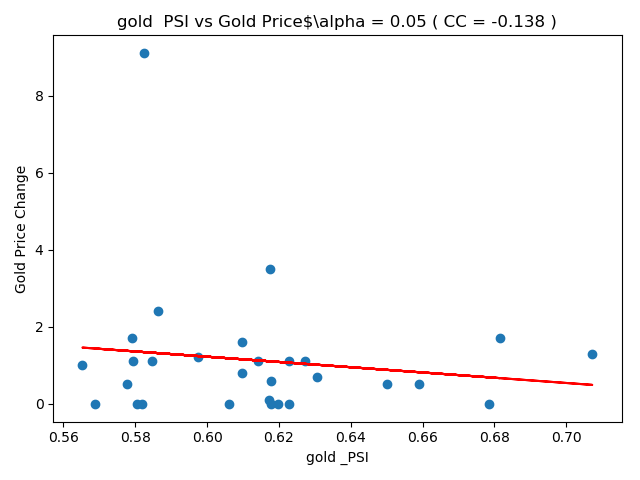 gold  PSI vs Gold Price$\alpha = 0.05 ( CC = -0.138 )
Gold Price Change
8
6
4
2
0
0.56 0.58 0.60 0.62 0.64 0.66 0.68 0.70
gold _PSI